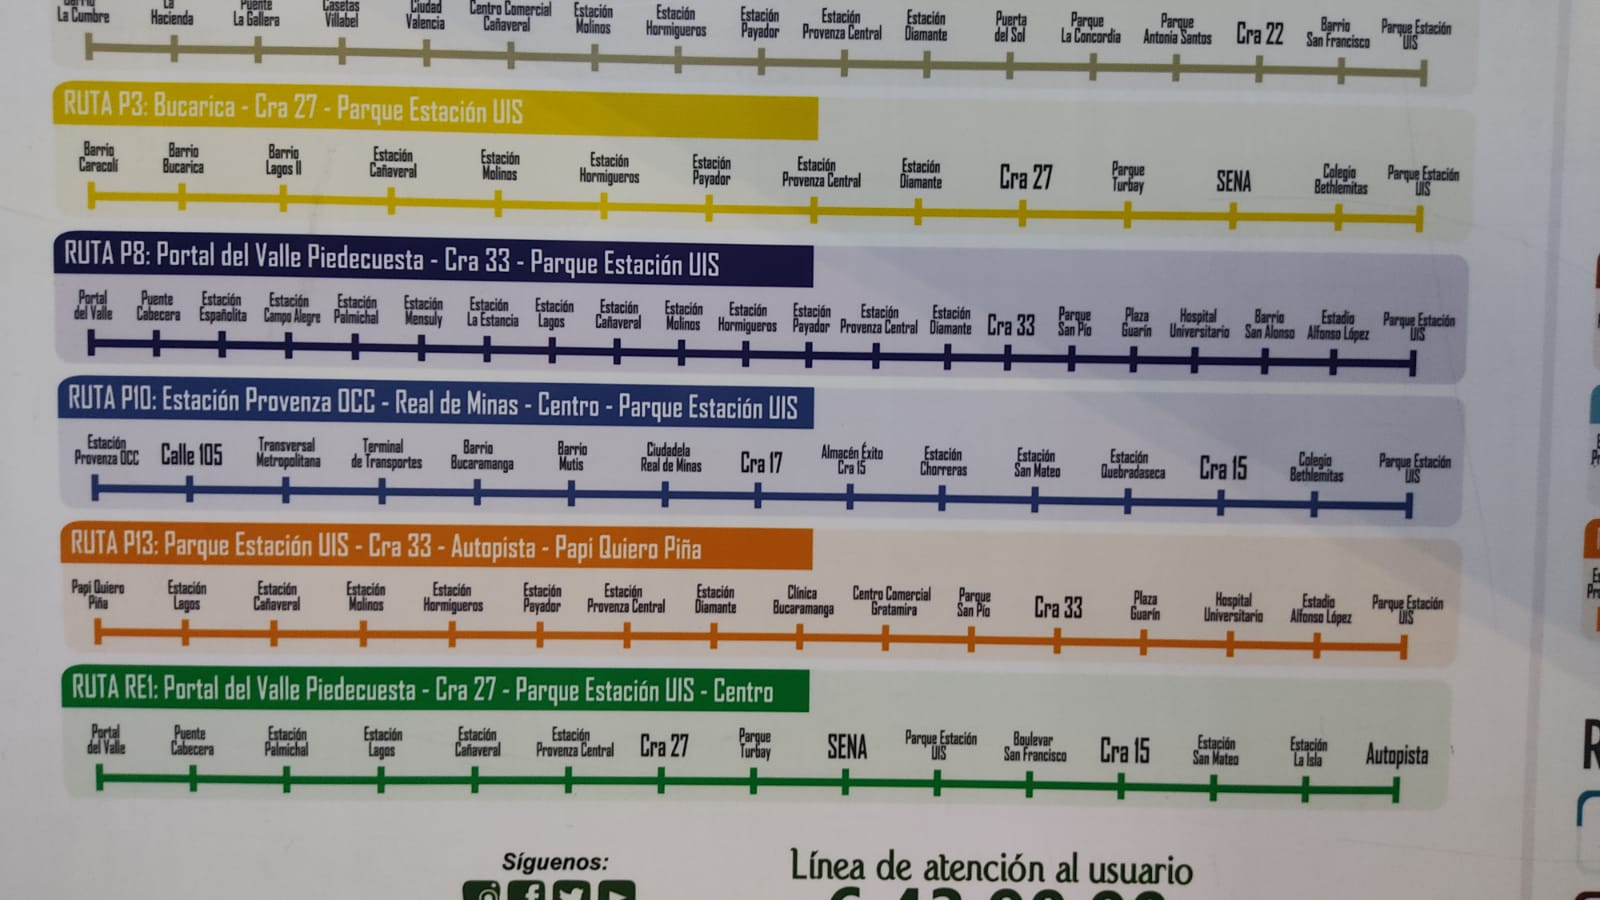 Barrio
La Cumbre
La
Hacienda
Puente
La Gallera
Casetas
Villabel
Ciudad
Valencia
Centro Comercial
Cañaveral
Estación
Molinos
Estación
Hormigueros
Estación
Payador
Estación
Provenza Central
Estación
Diamante
Puerta
del Sol
Parque
La Concordia
Parque
Antonia Santos
Cra 22
Barrio
San Francisco
Parque Estación
UIS
RUTA P3: Bucarica - Cra 27 - Parque Estación UIS
Barrio
Caracolí
Barrio
Bucarica
Barrio
Lagos II
Estación
Cañaveral
Estación
Molinos
Estación
Hormigueros
Estación
Payador
Estación
Provenza Central
Estación
Diamante
Cra 27
Parque
Turbay
SENA
Colegio
Bethlemitas
Parque Estación
UIS
RUTA P8: Portal del Valle Piedecuesta - Cra 33 - Parque Estación UIS
Portal
del Valle
Puente
Cabecera
Estación
Españolita
Estación
Campo Alegre
Estación
Palmichal
Estación
Mensuly
Estación
La Estancia
Estación
Lagos
Estación
Cañaveral
Estación
Molinos
Estación
Hormigueros
Estación
Payador
Estación
Provenza Central
Estación
Diamante
Cra 33
Parque
San Pío
Plaza
Guarín
Hospital
Universitario
Barrio
San Alonso
Estadio
Alfonso López
Parque Estación
UIS
RUTA P10: Estación Provenza OCC - Real de Minas - Centro - Parque Estación UIS
Estación
Provenza OCC
Calle 105
Transversal
Metropolitana
Terminal
de Transportes
Barrio
Bucaramanga
Barrio
Mutis
Ciudadela
Real de Minas
Cra 17
Almacén Éxito
Cra 15
Estación
Chorreras
Estación
San Mateo
Estación
Quebradaseca
Cra 15
Colegio
Bethlemitas
Parque Estación
UIS
RUTA P13: Parque Estación UIS - Cra 33 - Autopista - Papi Quiero Piña
Papi Quiero
Piña
Estación
Lagos
Estación
Cañaveral
Estación
Molinos
Estación
Hormigueros
Estación
Payador
Estación
Provenza Central
Estación
Diamante
Clínica
Bucaramanga
Centro Comercial
Gratamira
Parque
San Pío
Cra 33
Plaza
Guarín
Hospital
Universitario
Estadio
Alfonso López
Parque Estación
UIS
RUTA RE1: Portal del Valle Piedecuesta - Cra 27 - Parque Estación UIS - Centro
Portal
del Valle
Puente
Cabecera
Estación
Palmichal
Estación
Lagos
Estación
Cañaveral
Estación
Provenza Central
Cra 27
Parque
Turbay
SENA
Parque Estación
UIS
Boulevar
San Francisco
Cra 15
Estación
San Mateo
Estación
La Isla
Autopista
Síguenos:
Línea de atención al usuario